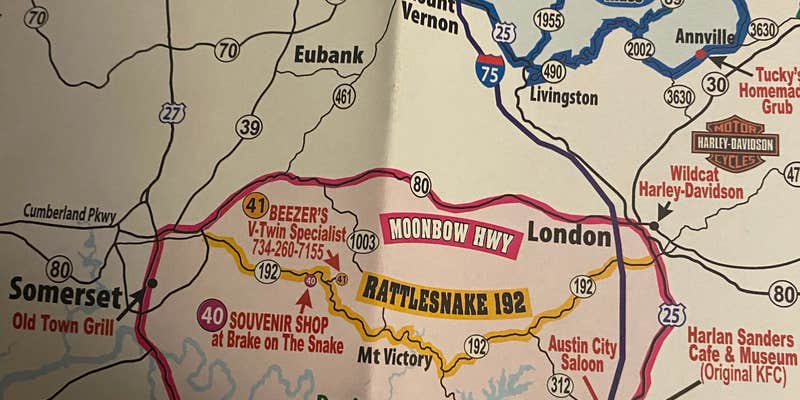 70
70
27
39
Eubank
461
Mount
Vernon
25
1955
75
490
Livingston
2002
Annville
3630
3630
30
Tucky's
Homemade
Grub
MOTOR
HARLEY-DAVIDSON
CYCLES
Wildcat
Harley-Davidson
47
Cumberland Pkwy
80
80
41
BEEZER'S
V-Twin Specialist
734-260-7155
1003
MOONBOW HWY
London
80
192
40
41
RATTLESNAKE 192
192
Somerset
Old Town Grill
40
SOUVENIR SHOP
at Brake on The Snake
Mt Victory
192
25
Austin City
Saloon
312
Harlan Sanders
Cafe & Museum
(Original KFC)